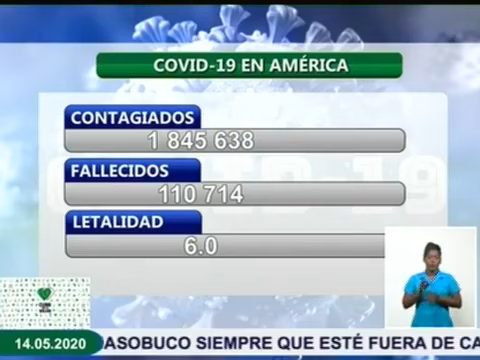 COVID-19 EN AMÉRICA
CONTAGIADOS
1 845 638
FALLECIDOS
110 714
LETALIDAD
6.0
14.05.2020
ASOBUCO SIEMPRE QUE ESTÉ FUERA DE CA